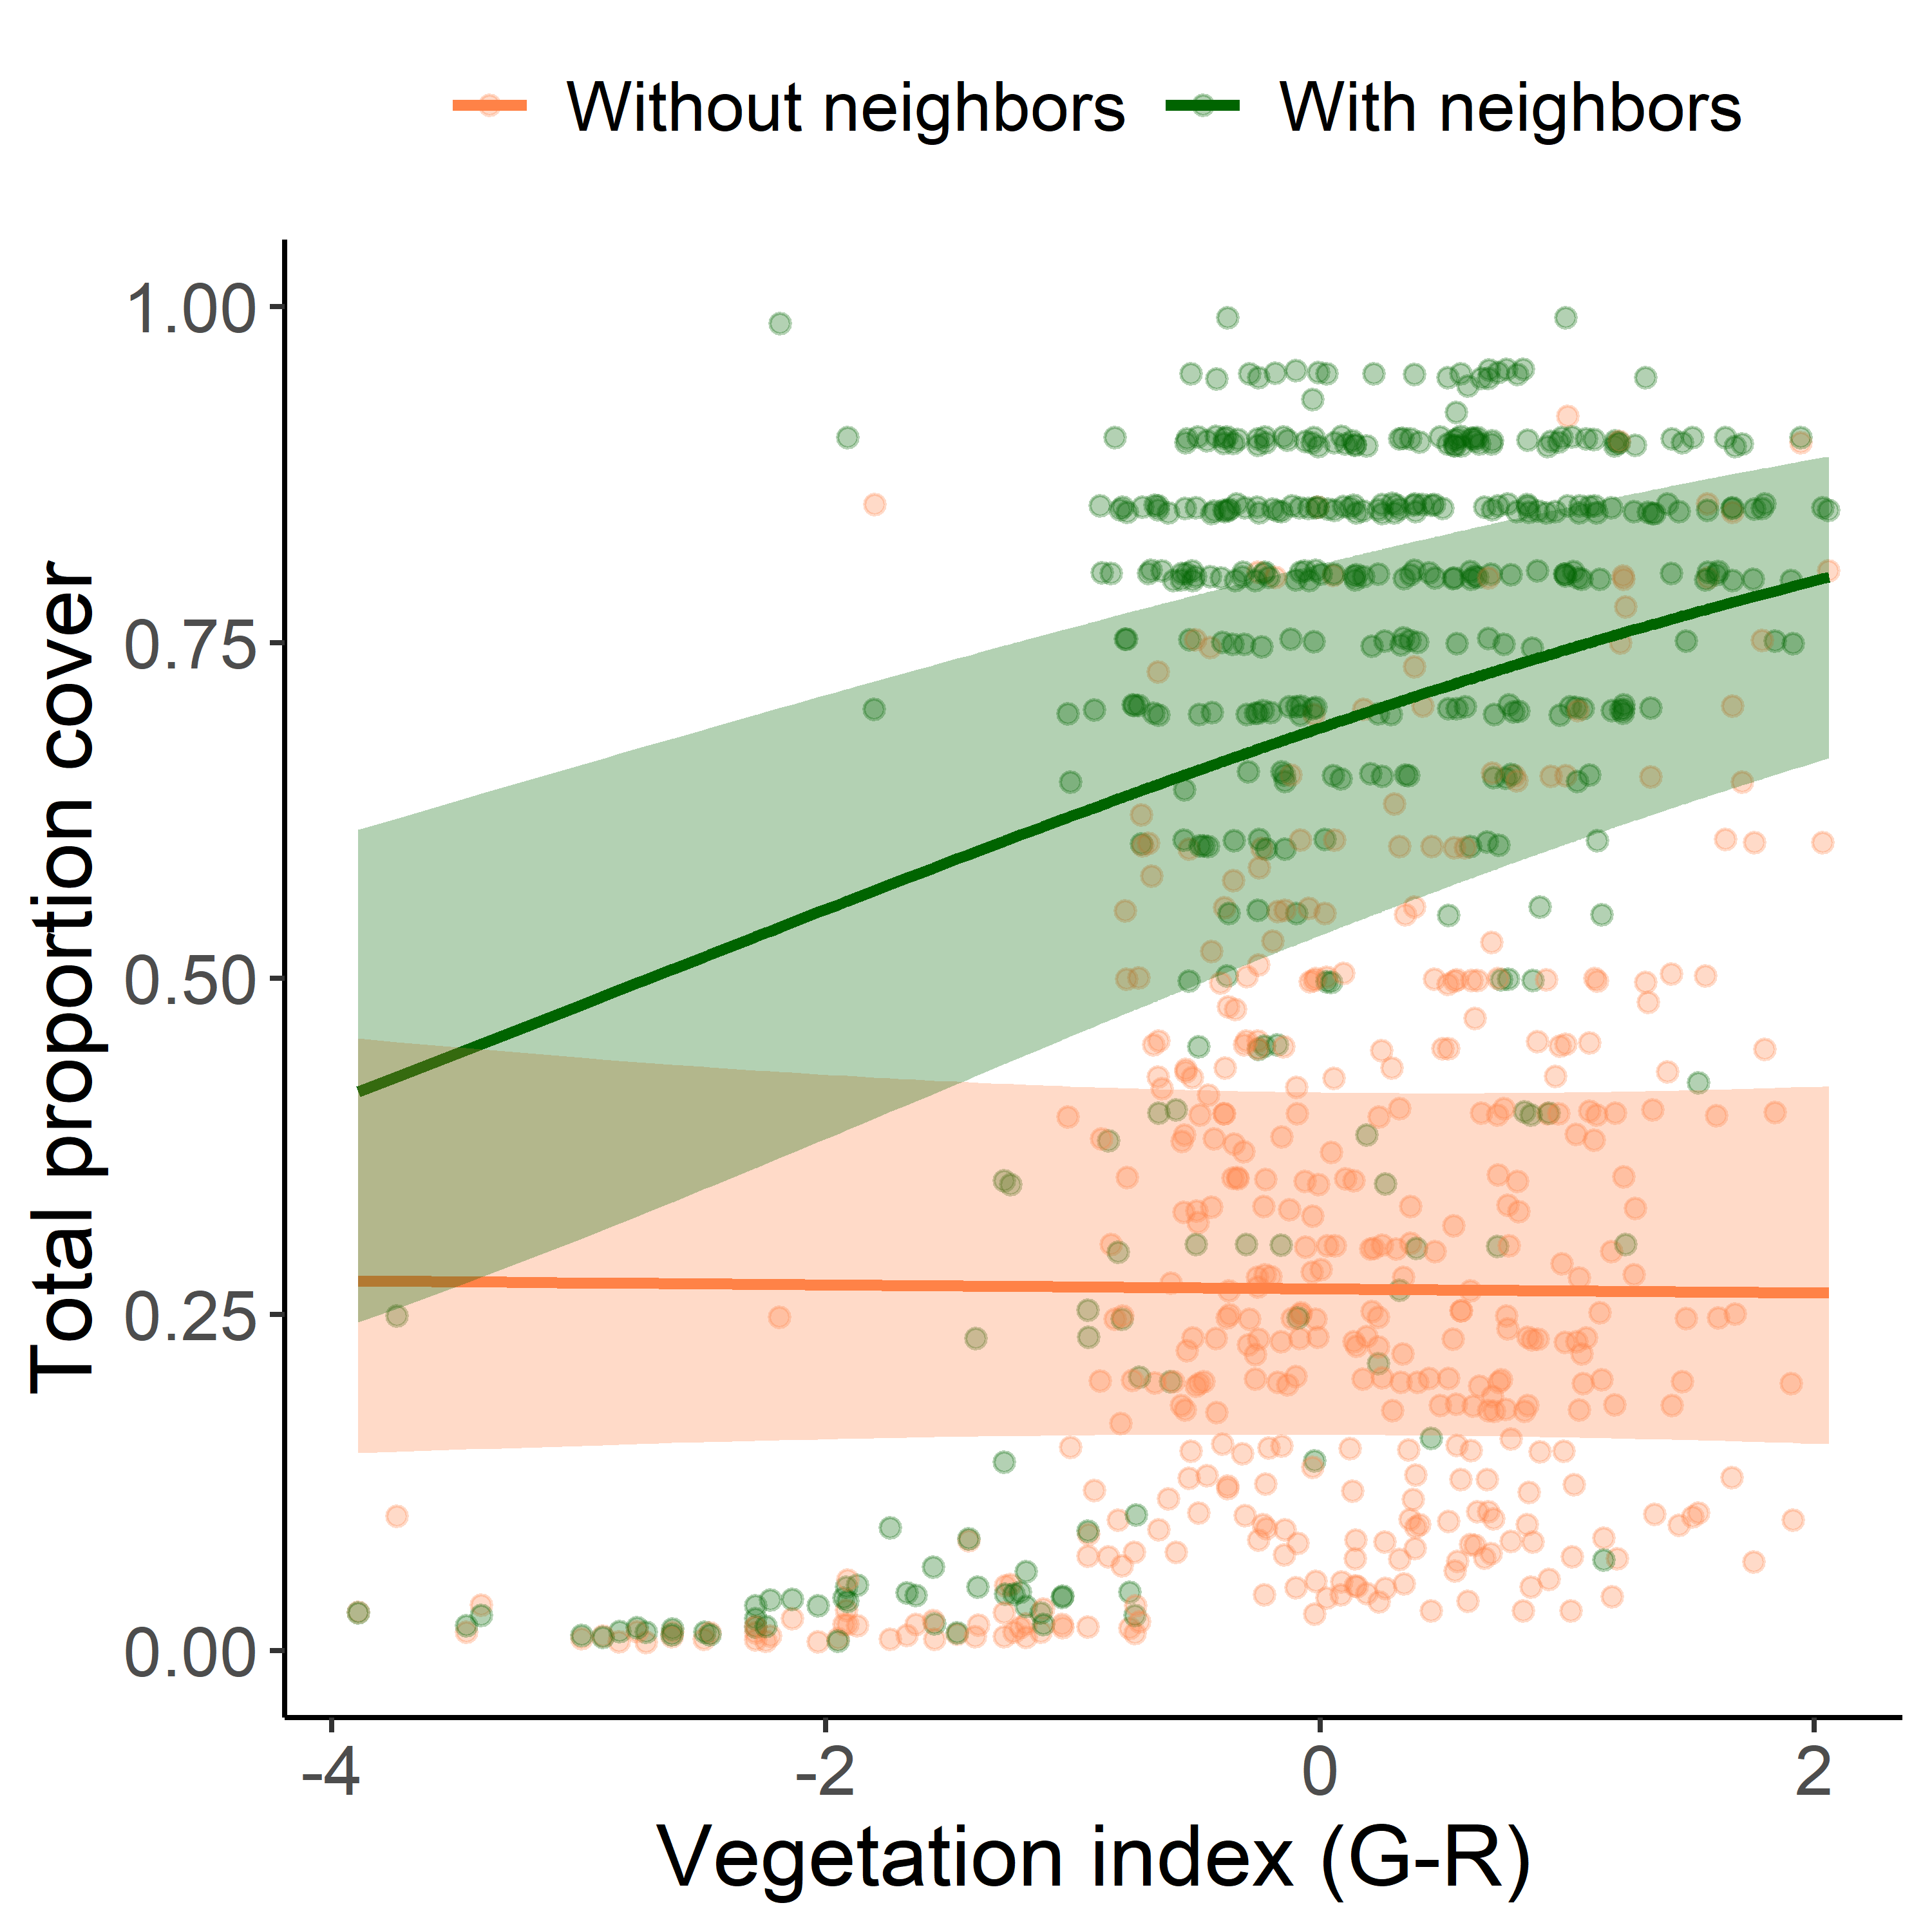 Without neighbors With neighbors
Total proportion cover
1.00
0.75
0.50
0.25
0.00
-4 -2 0 2
Vegetation index (G-R)